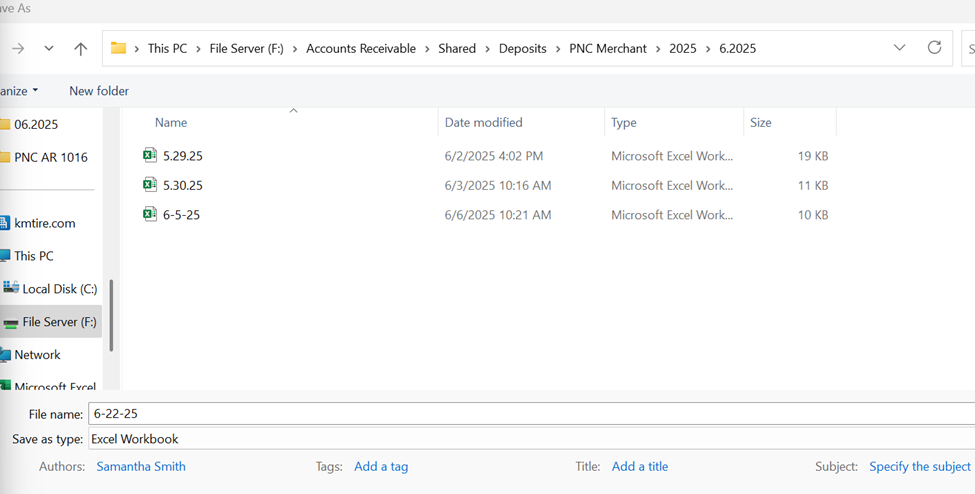 ve As
This PC > File Server (F:) > Accounts Receivable > Shared > Deposits > PNC Merchant > 2025 > 6.2025
anize New folder
06.2025
PNC AR 1016
kmtire.com
This PC
Local Disk (C:)
File Server (F:)
Network
Microsoft Excel
Name Date modified Type Size
5.29.25 6/2/2025 4:02 PM Microsoft Excel Work... 19 KB
5.30.25 6/3/2025 10:16 AM Microsoft Excel Work... 11 KB
6-5-25 6/6/2025 10:21 AM Microsoft Excel Work... 10 KB
File name: 6-22-25
Save as type: Excel Workbook
Authors: Samantha Smith Tags: Add a tag Title: Add a title Subject: Specify the subject